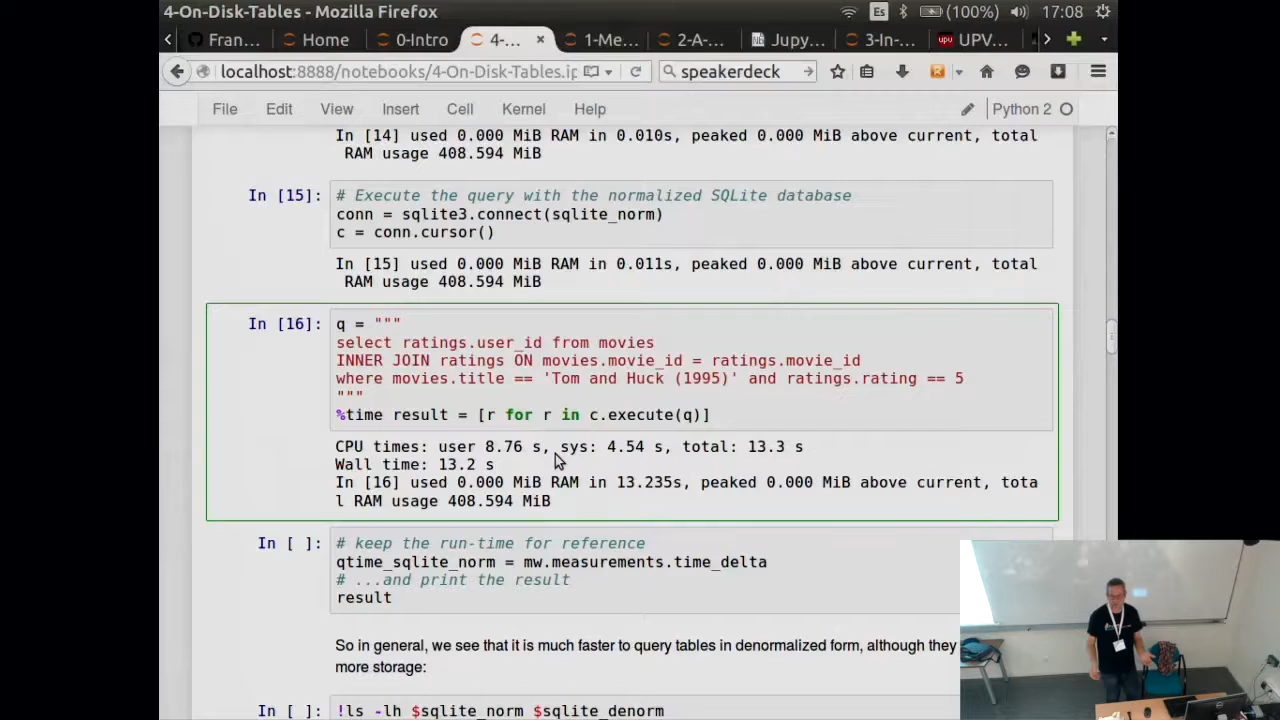 4-On-Disk-Tables - Mozilla Firefox
Es
(100%)
17:08
Fran...
Home
0-Intro
4-...
1-Me...
2-A-...
Jupy...
3-In-...
upv
UPV...
localhost:8888/notebooks/4-On-Disk-Tables.ip
speakerdeck
File Edit View Insert Cell Kernel Help
Python 2
In [14] used 0.000 MiB RAM in 0.010s, peaked 0.000 MiB above current, total
RAM usage 408.594 MiB
In [15]:
# Execute the query with the normalized SQLite database
conn = sqlite3.connect(sqlite_norm)
c = conn.cursor()
In [15] used 0.000 MiB RAM in 0.011s, peaked 0.000 MiB above current, total
RAM usage 408.594 MiB
In [16]:
q = """
select ratings.user_id from movies
INNER JOIN ratings ON movies.movie_id = ratings.movie_id
where movies.title == 'Tom and Huck (1995)' and ratings.rating == 5
"""
%time result = [r for r in c.execute(q)]
CPU times: user 8.76 s, sys: 4.54 s, total: 13.3 s
Wall time: 13.2 s
In [16] used 0.000 MiB RAM in 13.235s, peaked 0.000 MiB above current, tota
l RAM usage 408.594 MiB
In [ ]:
# keep the run-time for reference
qtime_sqlite_norm = mw.measurements.time_delta
# ...and print the result
result
So in general, we see that it is much faster to query tables in denormalized form, although they
more storage:
In [ ]:
!ls -lh $sqlite_norm $sqlite_denorm